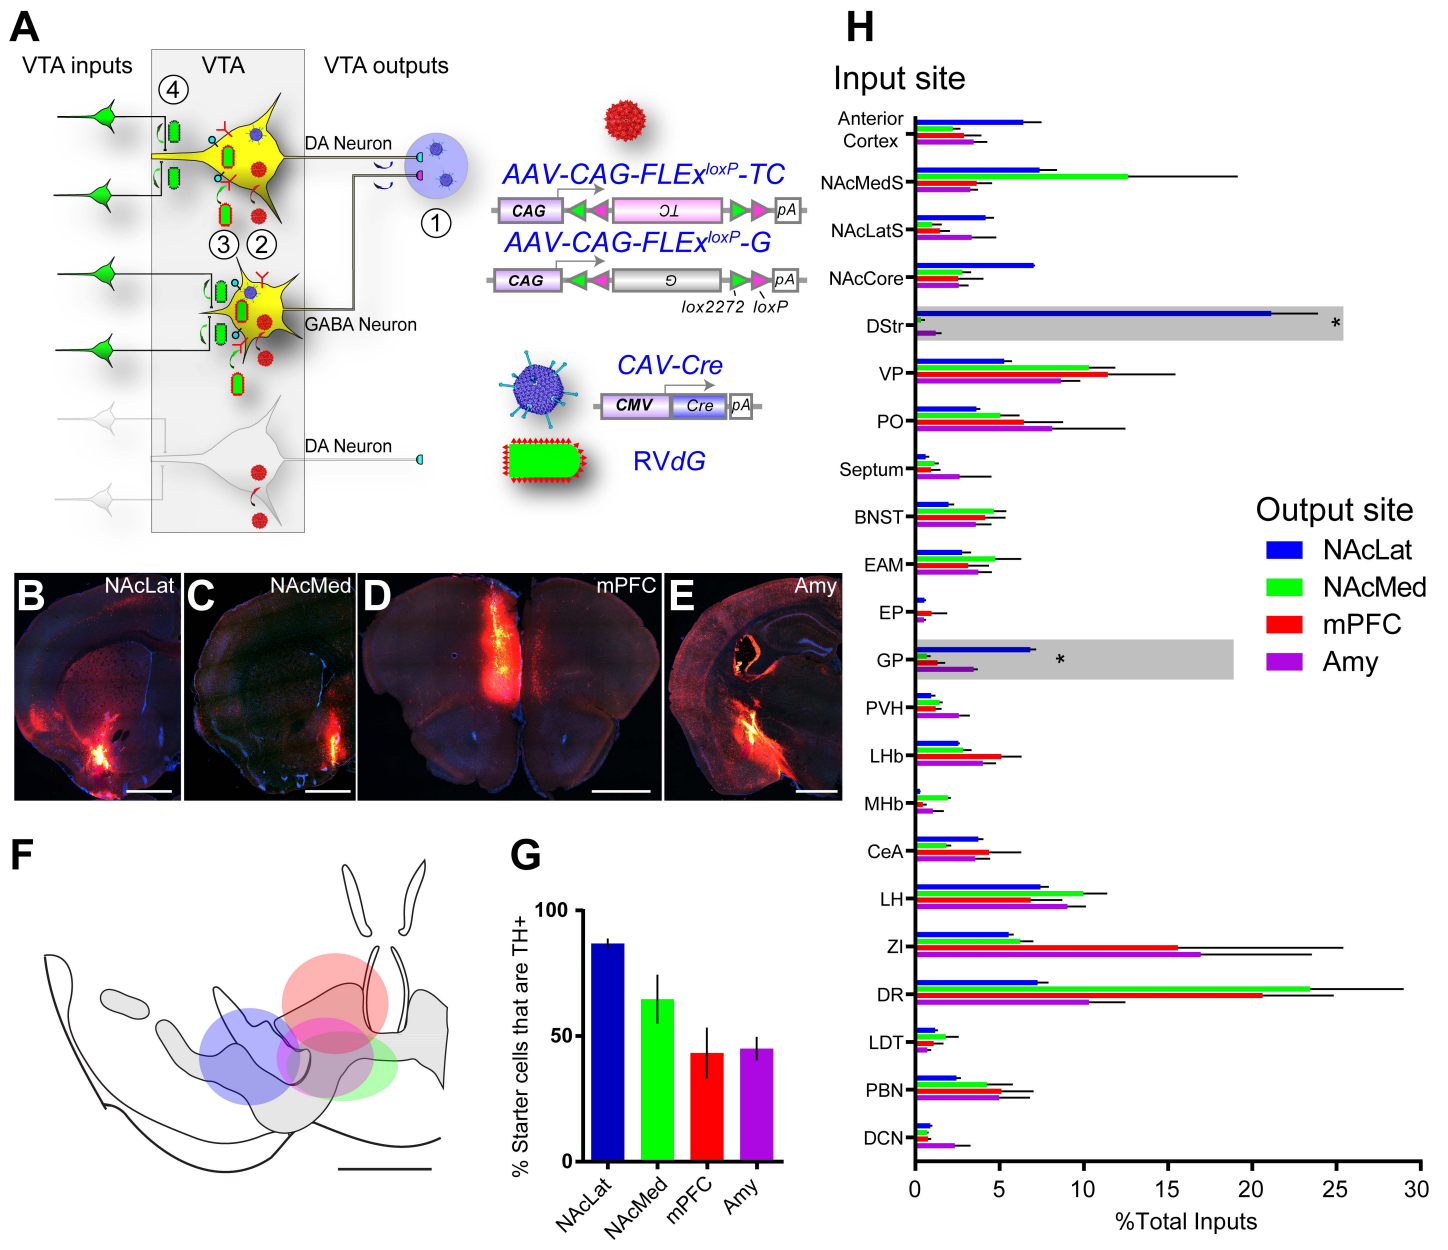 A
VTA inputs
VTA
VTA outputs
4
DA Neuron
1
3
2
GABA Neuron
DA Neuron
AAV-CAG-FLEx^loxP-TC
CAG
TC
pA
AAV-CAG-FLEx^loxP-G
CAG
G
pA
lox2272 loxP
CAV-Cre
CMV
Cre
pA
RVdG
B
NAcLat
C
NAcMed
D
mPFC
E
Amy
F
G
% Starter cells that are TH+
100
50
0
NAcLat
NAcMed
mPFC
Amy
H
Input site
Anterior
Cortex
NAcMedS
NAcLatS
NAcCore
DStr
*
VP
PO
Septum
BNST
EAM
EP
GP
*
PVH
LHb
MHb
CeA
LH
ZI
DR
LDT
PBN
DCN
0 5 10 15 20 25 30
%Total Inputs
Output site
NAcLat
NAcMed
mPFC
Amy